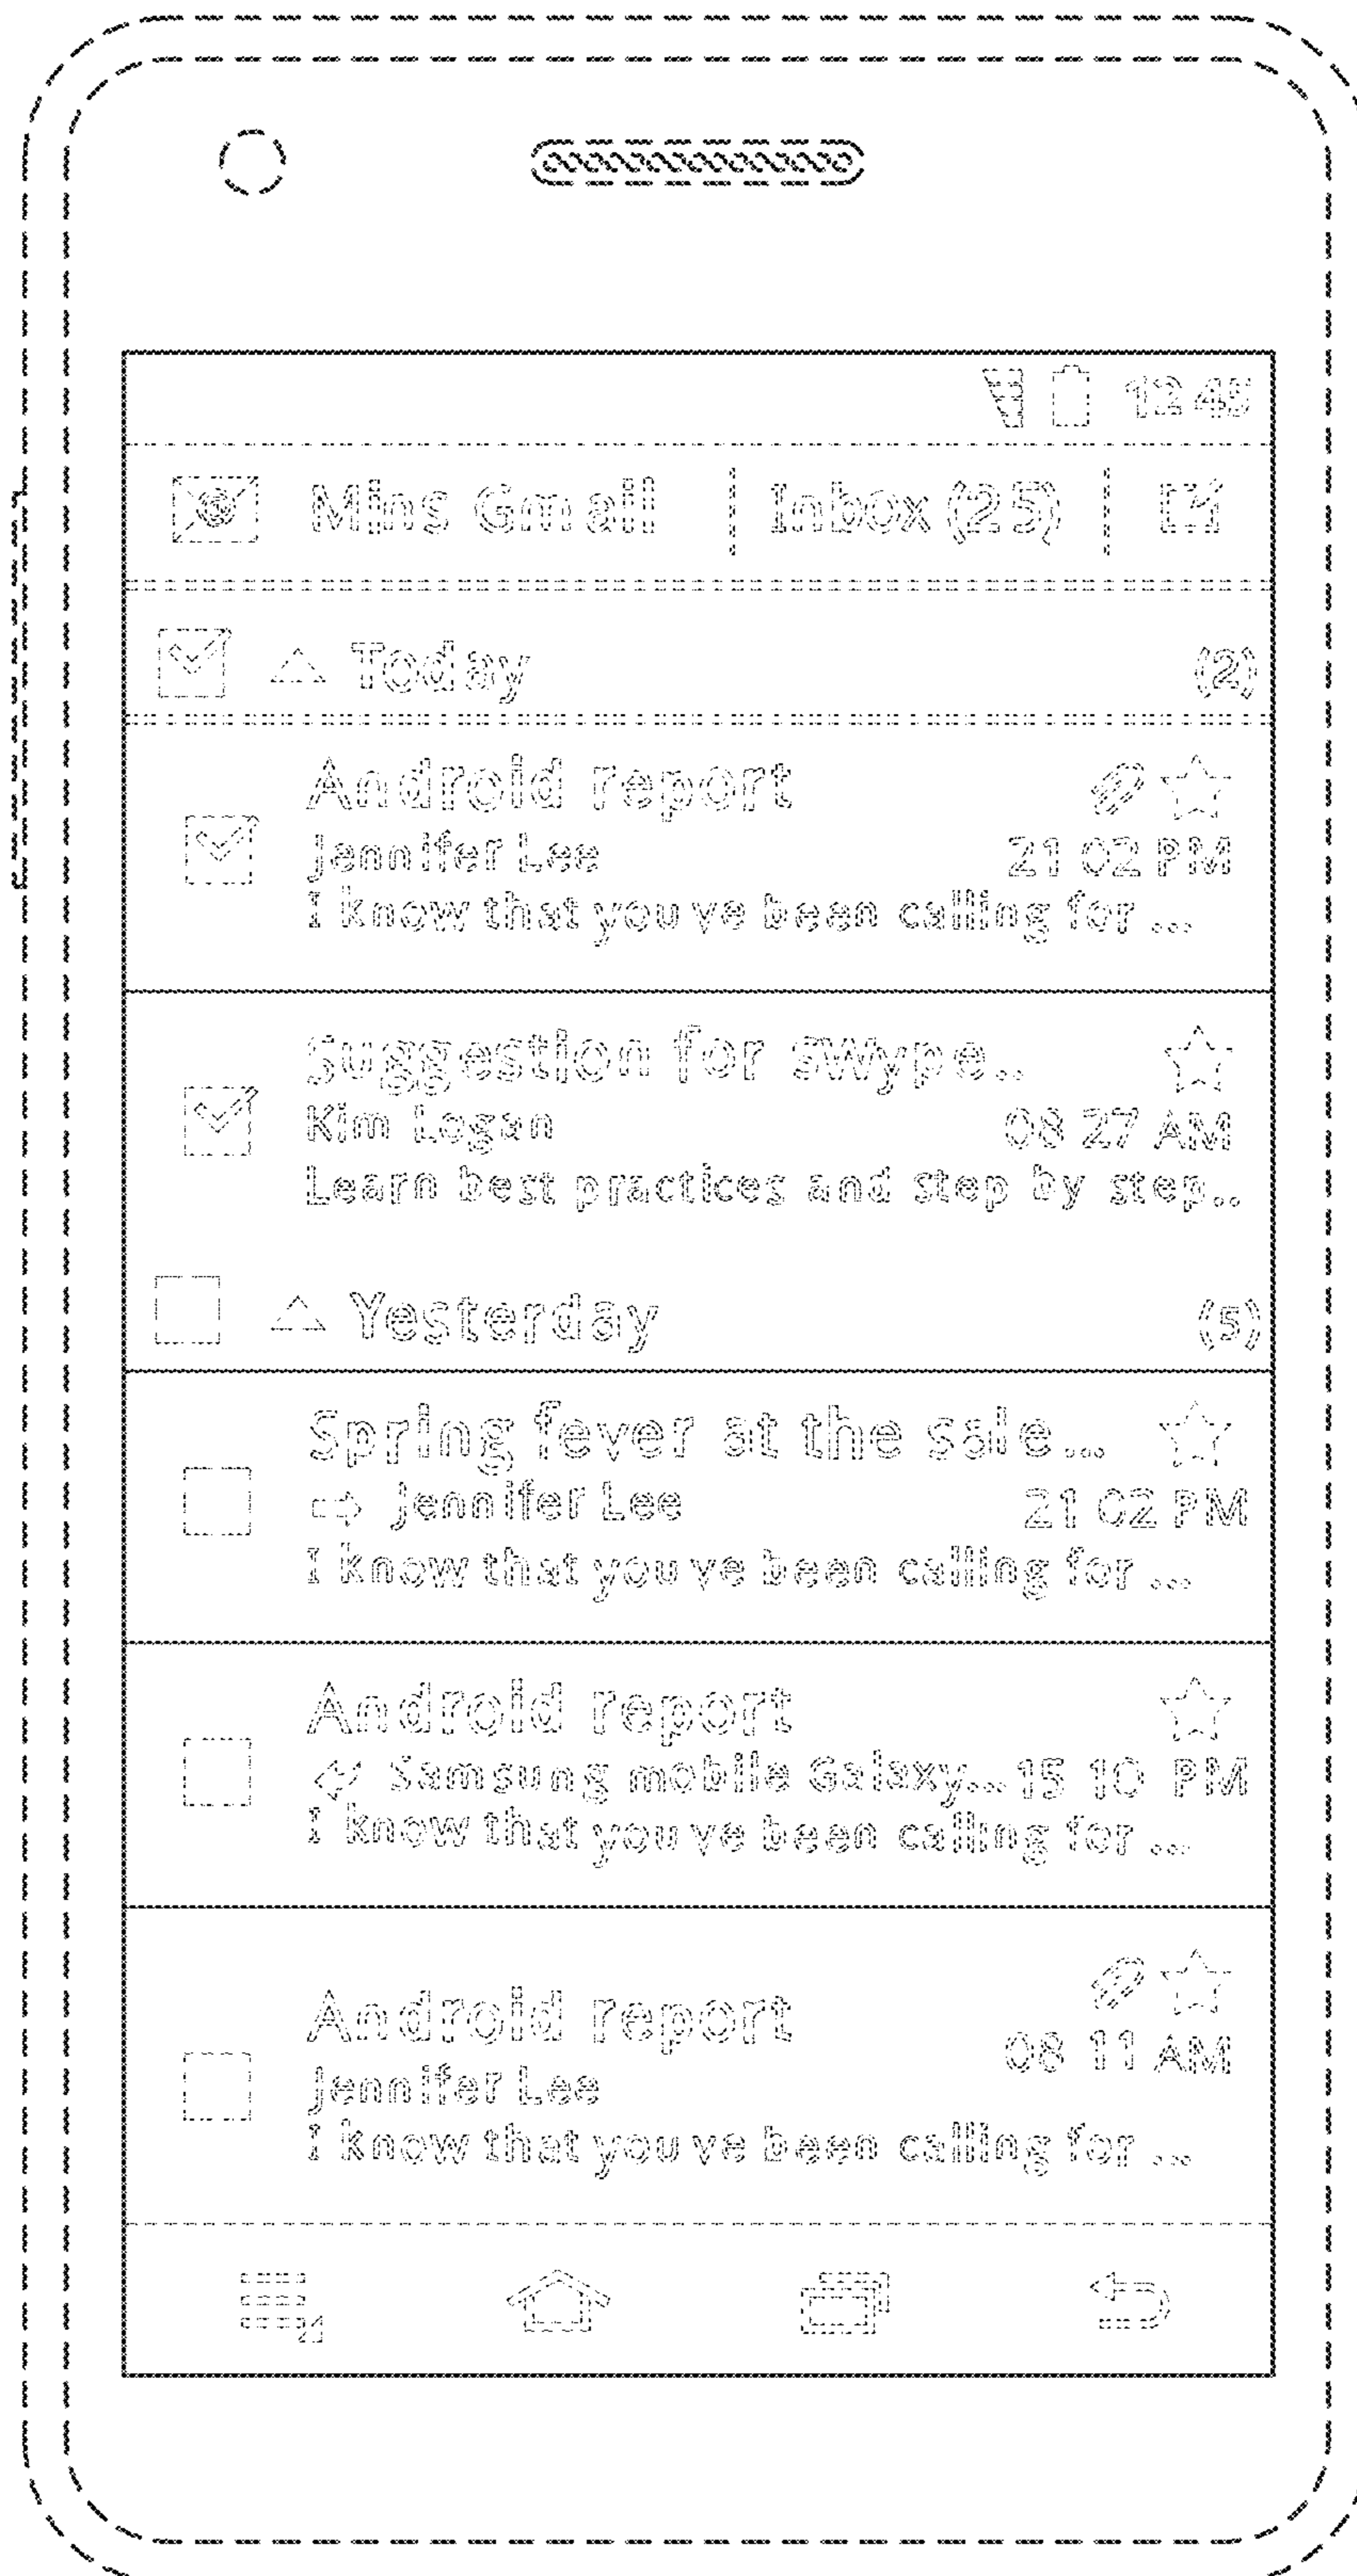 12 45
Mins Gmail Inbox (25)
Today (2)
Android report
Jennifer Lee 21 02 PM
I know that you ve been calling for ...
Suggestion for sWype..
Kim Logan 08 27 AM
Learn best practices and step by step..
Yesterday (5)
Spring fever at the sale...
Jennifer Lee 21 02 PM
I know that you ve been calling for ...
Android report
Samsung mobile Galaxy... 15 10 PM
I know that you ve been calling for ...
Android report
08 11 AM
Jennifer Lee
I know that you ve been calling for ...